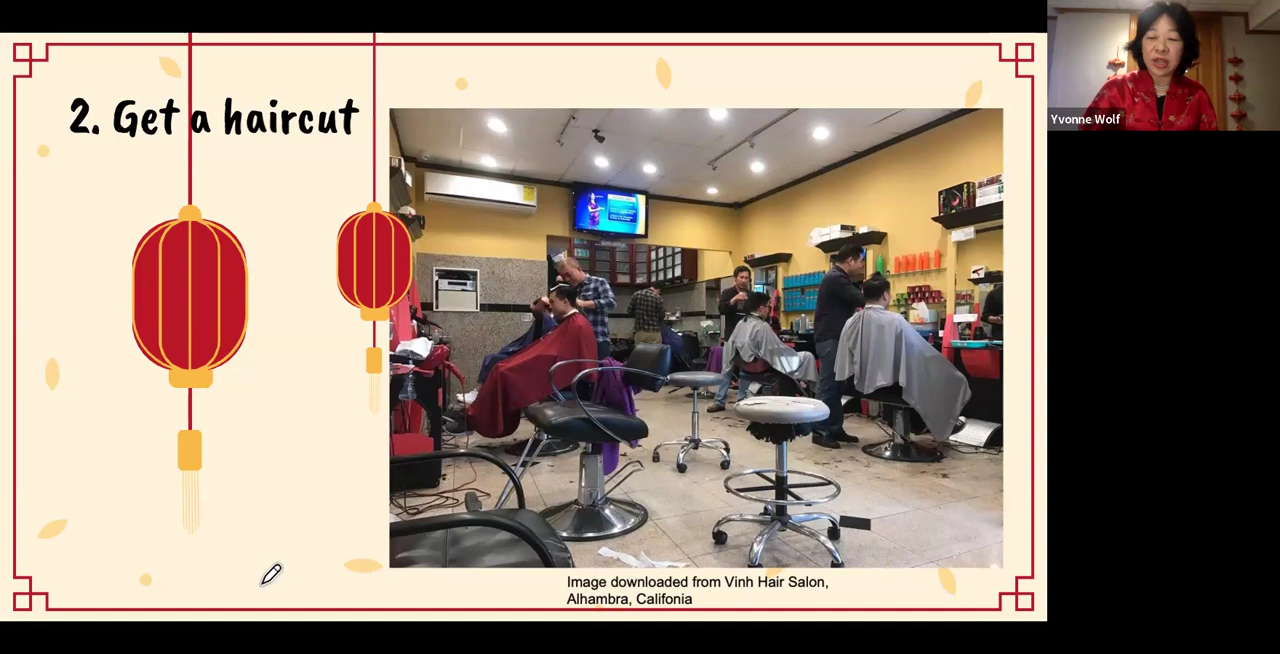 2. Get a haircut
Yvonne Wolf
Image downloaded from Vinh Hair Salon,
Alhambra, Califonia